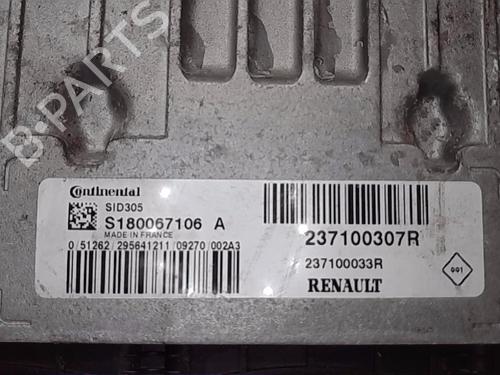 B-PARTS
Continental
SID305
S180067106 A
MADE IN FRANCE
0 51262 295641211 09270 002A3
237100307R
237100033R
RENAULT
001